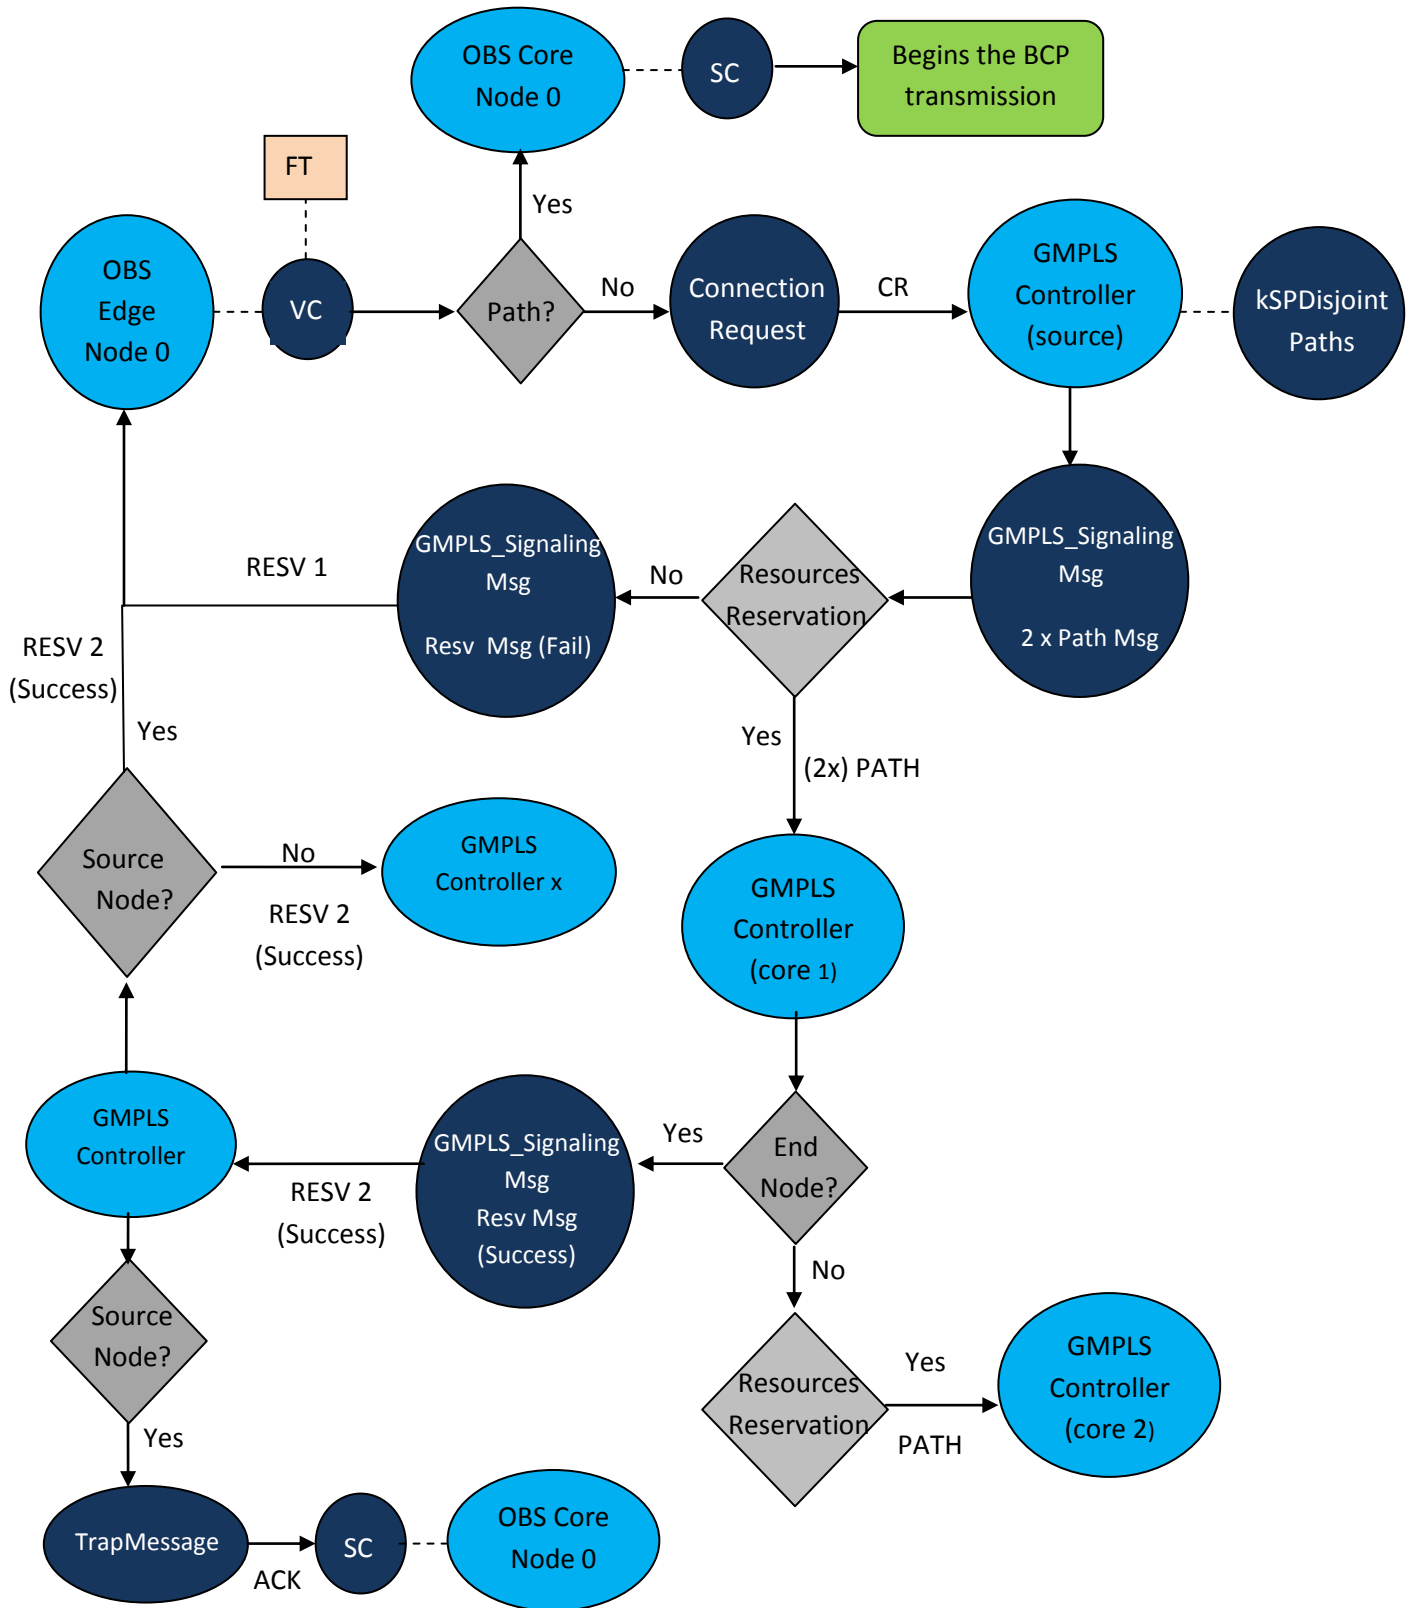 OBS Core
Node 0
SC
Begins the BCP
transmission
FT
Yes
OBS
Edge
Node 0
VC
Path?
No
Connection
Request
CR
GMPLS
Controller
(source)
kSPDisjoint
Paths
RESV 1
GMPLS_Signaling
Msg
Resv Msg (Fail)
No
Resources
Reservation
GMPLS_Signaling
Msg
2 x Path Msg
RESV 2
(Success)
Yes
Yes
(2x) PATH
Source
Node?
No
RESV 2
(Success)
GMPLS
Controller x
GMPLS
Controller
(core 1)
GMPLS
Controller
RESV 2
(Success)
GMPLS_Signaling
Msg
Resv Msg
(Success)
Yes
End
Node?
No
Source
Node?
Yes
Resources
Reservation
Yes
PATH
GMPLS
Controller
(core 2)
TrapMessage
ACK
SC
OBS Core
Node 0